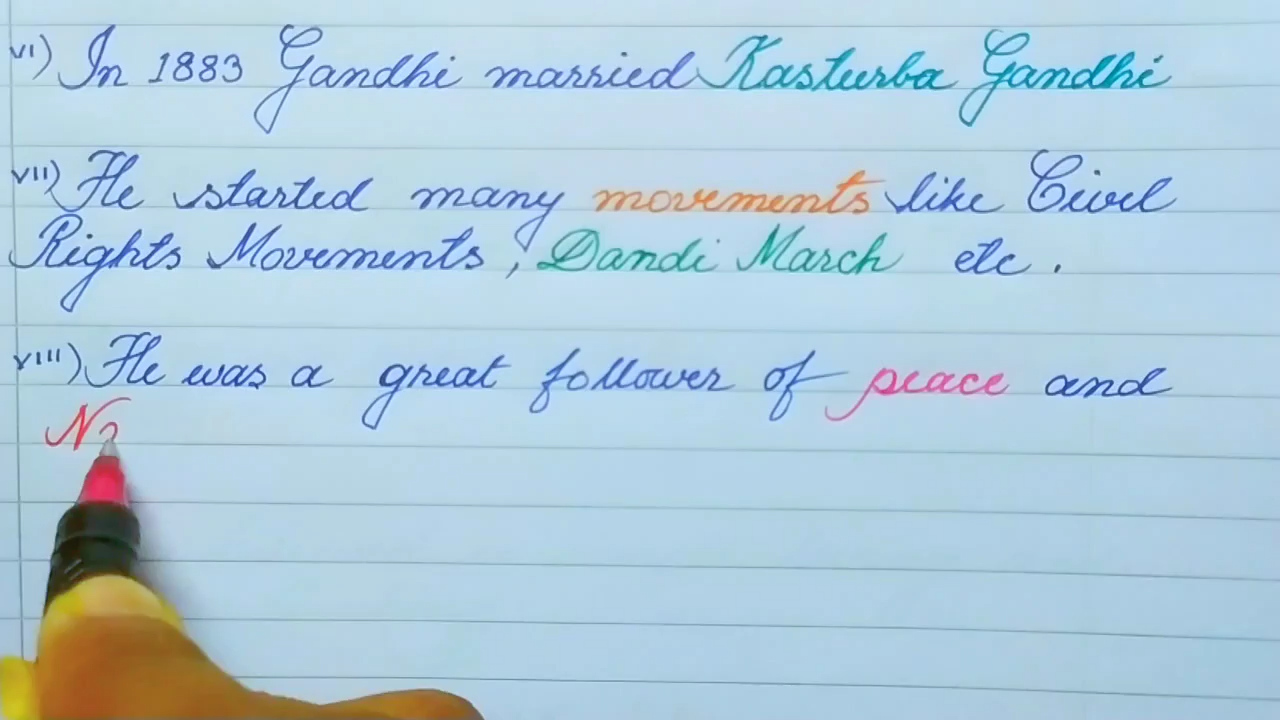 VI) In 1883 Gandhi married Kasturba Gandhi
VII) He started many movements like Civil
Rights Movements, Dandi March etc.
VIII) He was a great follower of peace and
N